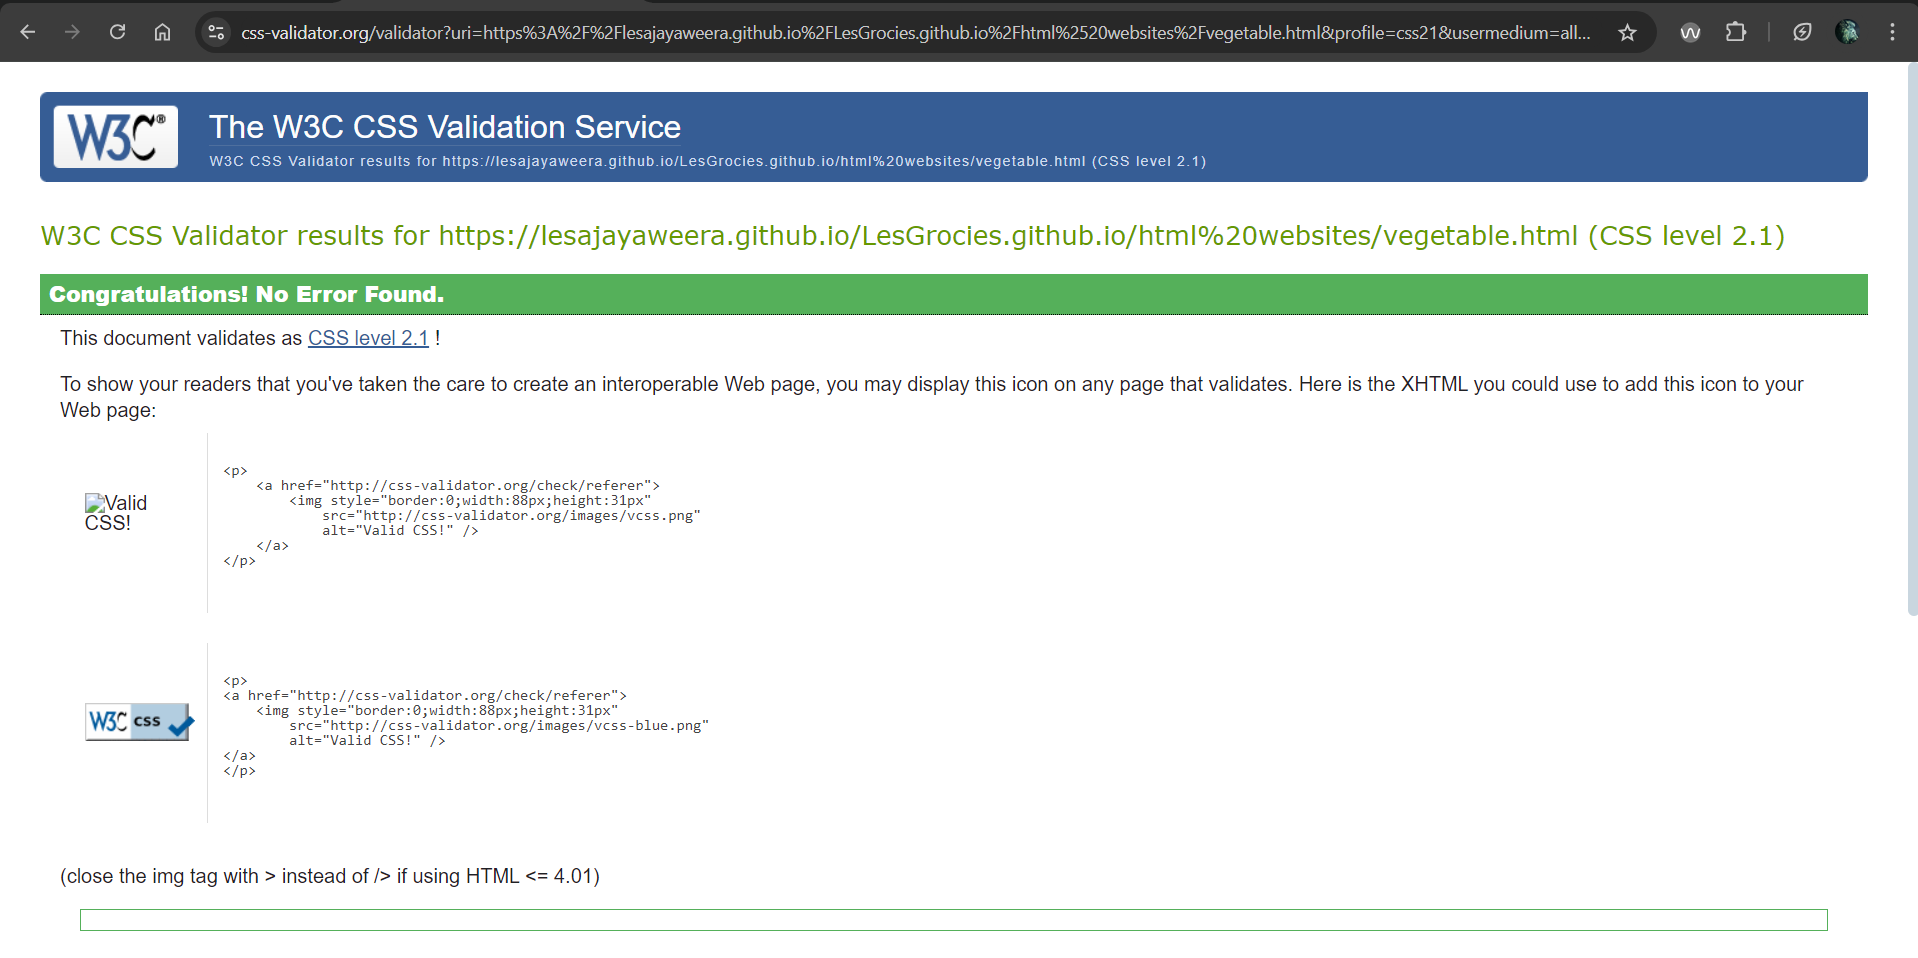 css-validator.org/validator?uri=https%3A%2F%2Flesajayaweera.github.io%2FLesGrocies.github.io%2Fhtml%2520websites%2Fvegetable.html&profile=css21&usermedium=all...
W3C®
The W3C CSS Validation Service
W3C CSS Validator results for https://lesajayaweera.github.io/LesGrocies.github.io/html%20websites/vegetable.html (CSS level 2.1)
W3C CSS Validator results for https://lesajayaweera.github.io/LesGrocies.github.io/html%20websites/vegetable.html (CSS level 2.1)
Congratulations! No Error Found.
This document validates as CSS level 2.1 !
To show your readers that you've taken the care to create an interoperable Web page, you may display this icon on any page that validates. Here is the XHTML you could use to add this icon to your
Web page:
Valid
CSS!
<p>
<a href="http://css-validator.org/check/referer">
<img style="border:0;width:88px;height:31px"
src="http://css-validator.org/images/vcss.png"
alt="Valid CSS!" />
</a>
</p>
W3C css
<p>
<a href="http://css-validator.org/check/referer">
<img style="border:0;width:88px;height:31px"
src="http://css-validator.org/images/vcss-blue.png"
alt="Valid CSS!" />
</a>
</p>
(close the img tag with > instead of /> if using HTML <= 4.01)